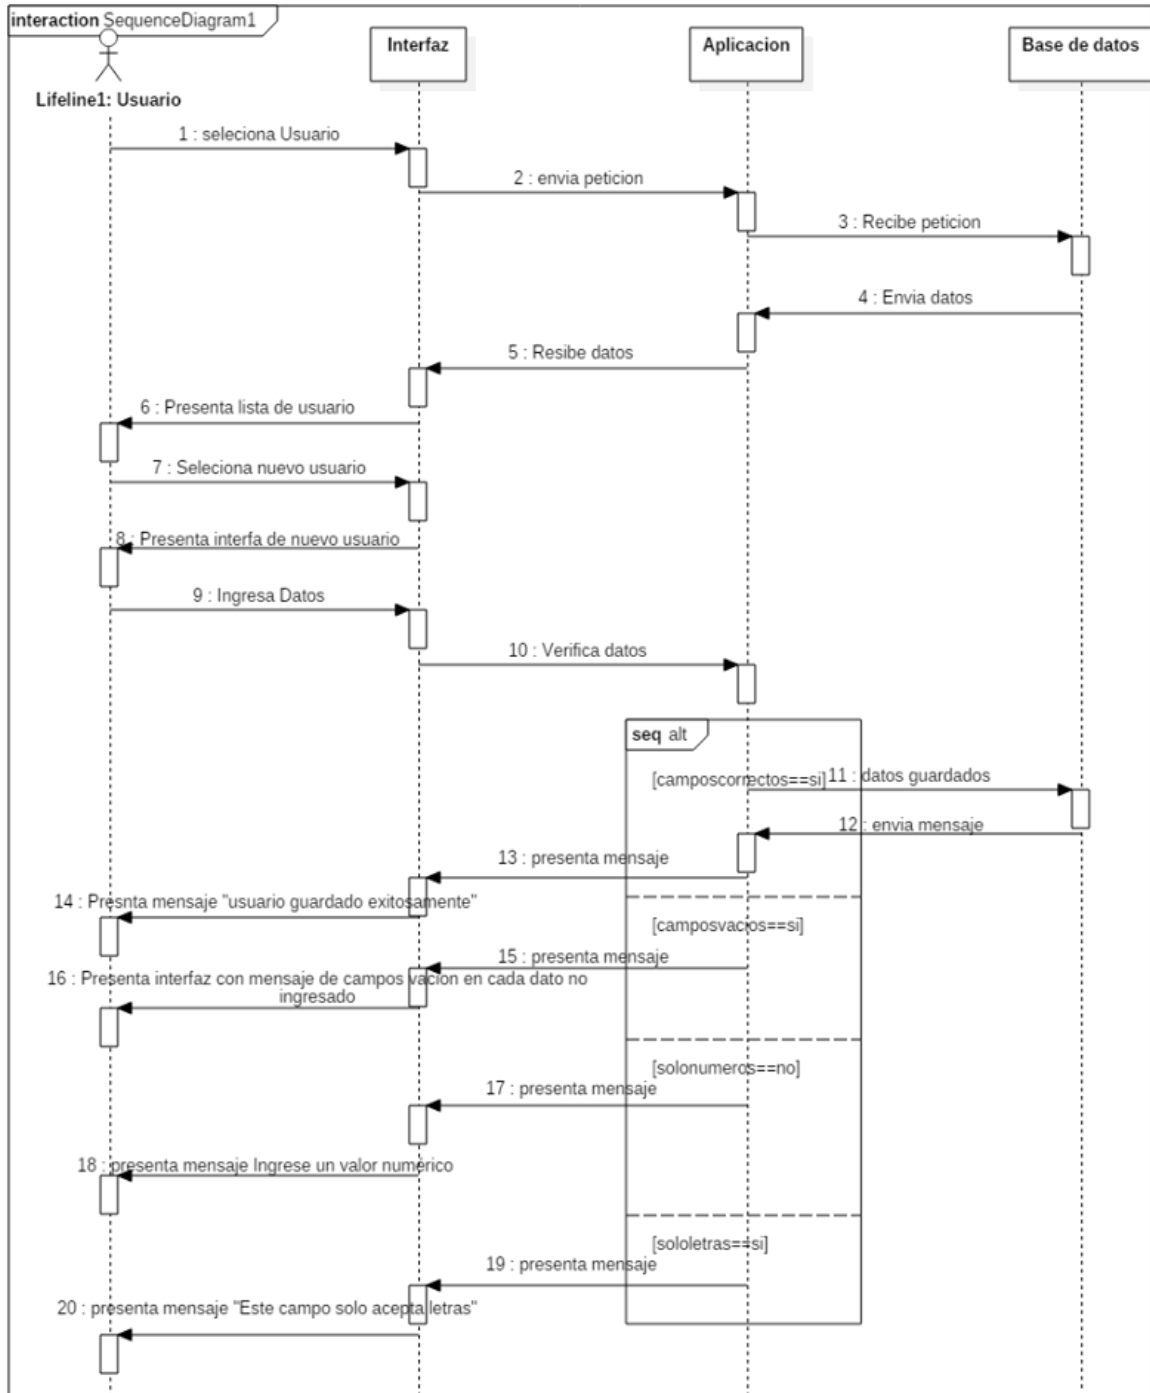 interaction SequenceDiagram1
Interfaz
Aplicacion
Base de datos
Lifeline1: Usuario
1 : seleciona Usuario
2 : envia peticion
3 : Recibe peticion
4 : Envia datos
5 : Resibe datos
6 : Presenta lista de usuario
7 : Seleciona nuevo usuario
8 : Presenta interfa de nuevo usuario
9 : Ingresa Datos
10 : Verifica datos
seq alt
[camposcorrectos==si]
11 : datos guardados
12 : envia mensaje
13 : presenta mensaje
14 : Presnta mensaje "usuario guardado exitosamente"
[camposvacios==si]
15 : presenta mensaje
16 : Presenta interfaz con mensaje de campos vacion en cada dato no
ingresado
[solonumeros==no]
17 : presenta mensaje
18 : presenta mensaje Ingrese un valor numérico
[sololetras==si]
19 : presenta mensaje
20 : presenta mensaje "Este campo solo acepta letras"